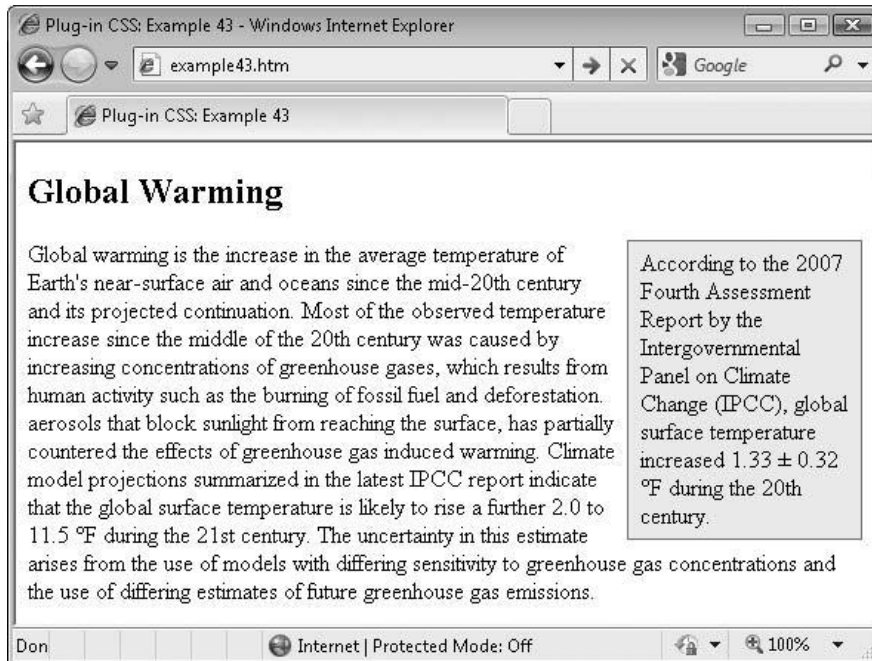 Plug-in CSS: Example 43 - Windows Internet Explorer
example43.htm
Google
Plug-in CSS: Example 43
Global Warming
Global warming is the increase in the average temperature of
Earth's near-surface air and oceans since the mid-20th century
and its projected continuation. Most of the observed temperature
increase since the middle of the 20th century was caused by
increasing concentrations of greenhouse gases, which results from
human activity such as the burning of fossil fuel and deforestation.
aerosols that block sunlight from reaching the surface, has partially
countered the effects of greenhouse gas induced warming. Climate
model projections summarized in the latest IPCC report indicate
that the global surface temperature is likely to rise a further 2.0 to
11.5 ºF during the 21st century. The uncertainty in this estimate
arises from the use of models with differing sensitivity to greenhouse gas concentrations and
the use of differing estimates of future greenhouse gas emissions.
According to the 2007
Fourth Assessment
Report by the
Intergovernmental
Panel on Climate
Change (IPCC), global
surface temperature
increased 1.33 ± 0.32
ºF during the 20th
century.
Don
Internet | Protected Mode: Off
100%